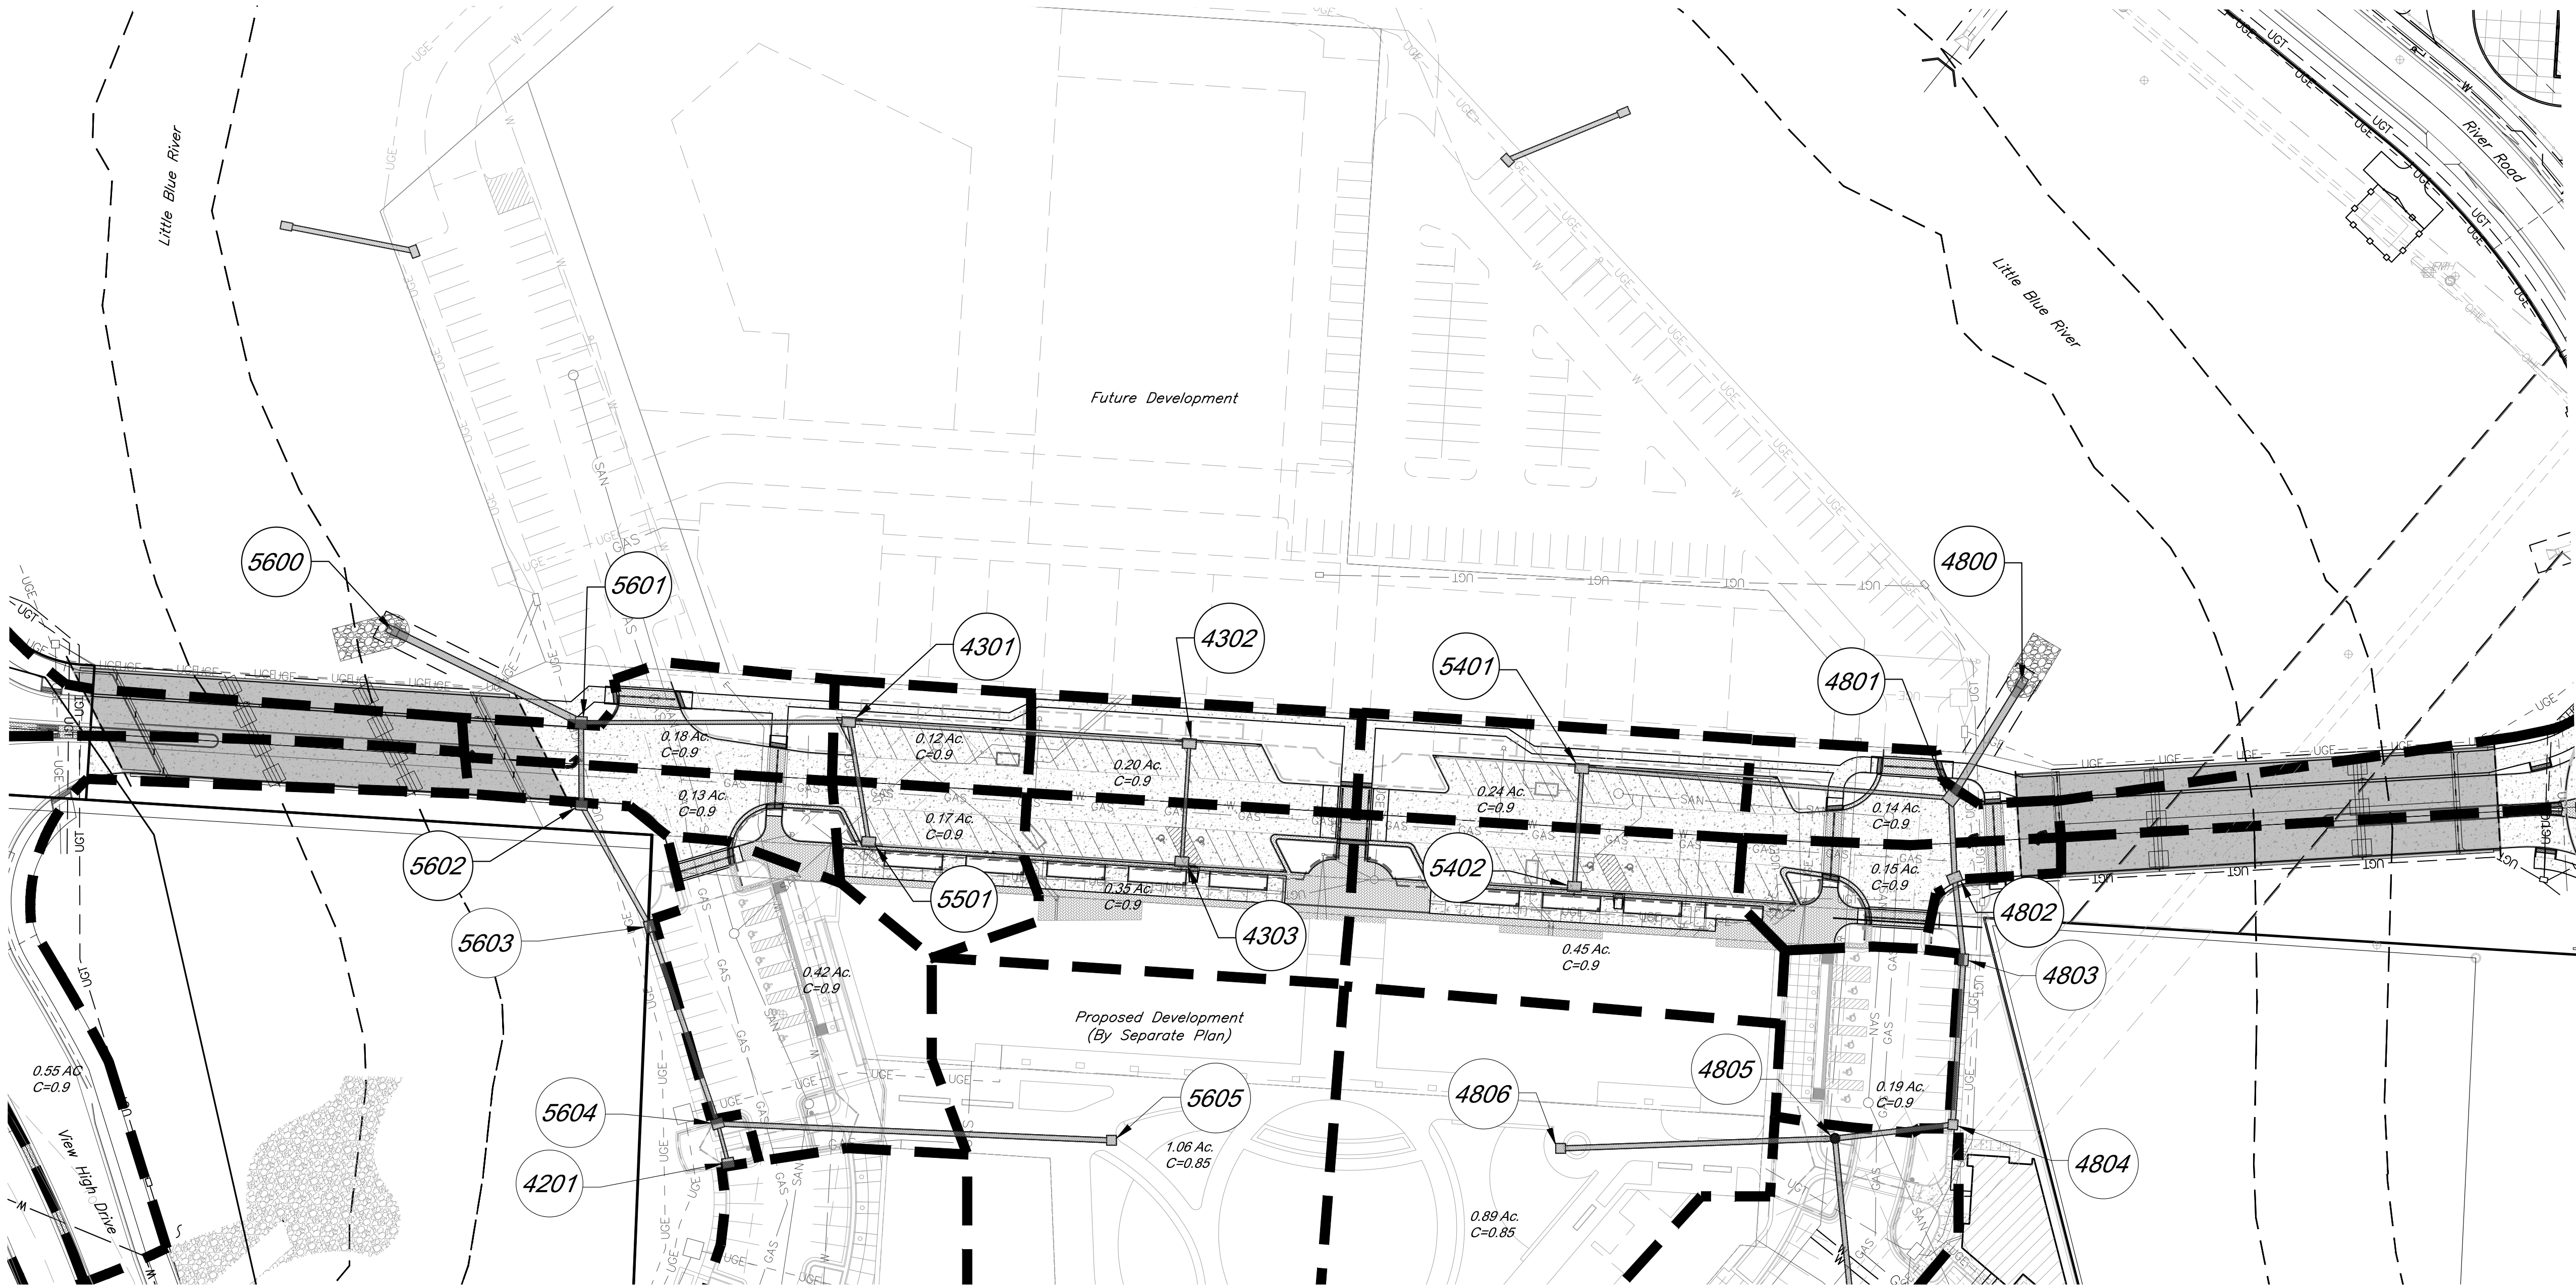 Little Blue River
River Road
Little Blue River
Future Development
5600
5601
4800
4301
4302
5401
4801
0.18 Ac.
C=0.9
0.12 Ac.
C=0.9
0.20 Ac.
C=0.9
0.24 Ac.
C=0.9
0.14 Ac.
C=0.9
0.13 Ac.
C=0.9
0.17 Ac.
C=0.9
0.15 Ac.
C=0.9
5602
5501
0.35 Ac.
C=0.9
5402
4802
5603
4303
0.42 Ac.
C=0.9
0.45 Ac.
C=0.9
4803
Proposed Development
(By Separate Plan)
0.55 AC
C=0.9
5604
5605
4806
4805
0.19 Ac.
C=0.9
View High Drive
4201
1.06 Ac.
C=0.85
4804
0.89 Ac.
C=0.85
UGE
UGT
W
SAN
GAS